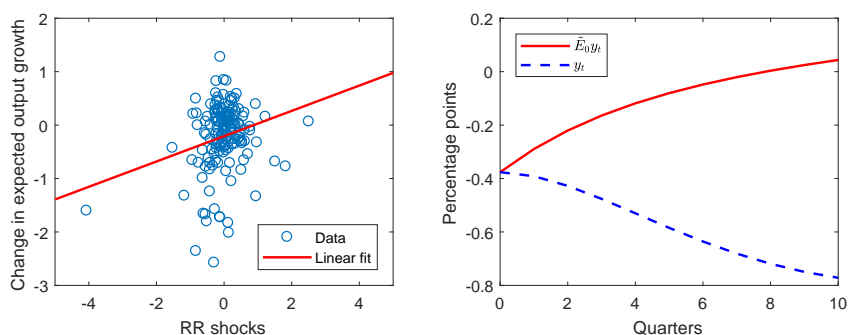 Change in expected output growth
2
1
0
-1
-2
-3
-4
-2
0
2
4
RR shocks
Data
Linear fit
Percentage points
0.2
0
-0.2
-0.4
-0.6
-0.8
0
2
4
6
8
10
Quarters
Ẽ₀yₜ
yₜ